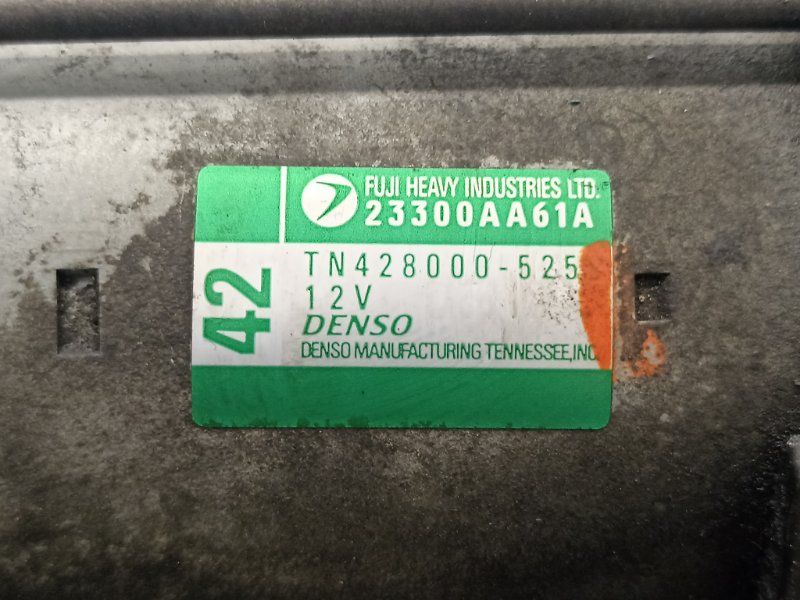 FUJI HEAVY INDUSTRIES LTD.
23300AA61A
42
TN428000-525
12V
DENSO
DENSO MANUFACTURING TENNESSEE,INC.